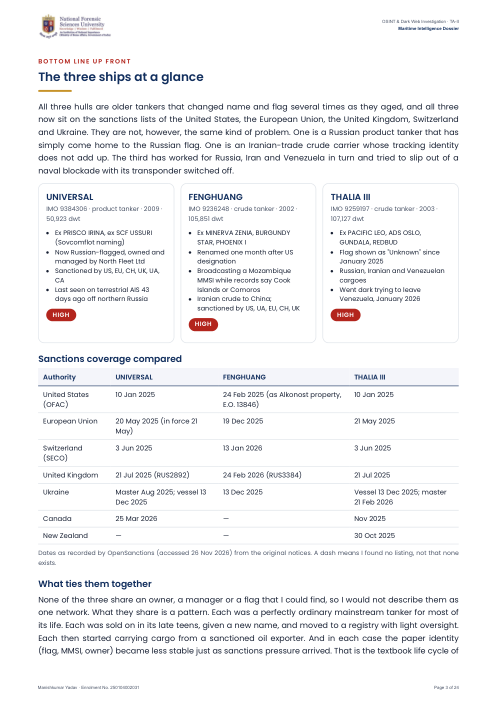 National Forensic
Sciences University
OSINT & Dark Web Investigation · TA-II
Maritime Intelligence Dossier
BOTTOM LINE UP FRONT
The three ships at a glance
All three hulls are older tankers that changed name and flag several times as they aged, and all three
now sit on the sanctions lists of the United States, the European Union, the United Kingdom, Switzerland
and Ukraine. They are not, however, the same kind of problem. One is a Russian product tanker that has
simply come home to the Russian flag. One is an Iranian-trade crude carrier whose tracking identity
does not add up. The third has worked for Russia, Iran and Venezuela in turn and tried to slip out of a
naval blockade with its transponder switched off.
UNIVERSAL
IMO 9384306 · product tanker · 2009 ·
50,923 dwt
• Ex PRISCO IRINA, ex SCF USSURI
(Sovcomflot naming)
• Now Russian-flagged, owned and
managed by North Fleet Ltd
• Sanctioned by US, EU, CH, UK, UA,
CA
• Last seen on terrestrial AIS 43
days ago off northern Russia
HIGH
FENGHUANG
IMO 9236248 · crude tanker · 2002 ·
105,851 dwt
• Ex MINERVA ZENIA, BURGUNDY
STAR, PHOENIX I
• Renamed one month after US
designation
• Broadcasting a Mozambique
MMSI while records say Cook
Islands or Comoros
• Iranian crude to China;
sanctioned by US, UA, EU, CH, UK
HIGH
THALIA III
IMO 9259197 · crude tanker · 2003 ·
107,127 dwt
• Ex PACIFIC LEO, ADS OSLO,
GUNDALA, REDBUD
• Flag shown as "Unknown" since
January 2025
• Russian, Iranian and Venezuelan
cargoes
• Went dark trying to leave
Venezuela, January 2026
HIGH
Sanctions coverage compared
Authority UNIVERSAL FENGHUANG THALIA III
United States (OFAC) 10 Jan 2025 24 Feb 2025 (as Alkonost property, E.O. 13846) 10 Jan 2025
European Union 20 May 2025 (in force 21 May) 19 Dec 2025 21 May 2025
Switzerland (SECO) 3 Jun 2025 13 Jan 2026 3 Jun 2025
United Kingdom 21 Jul 2025 (RUS2892) 24 Feb 2026 (RUS3384) 21 Jul 2025
Ukraine Master Aug 2025; vessel 13 Dec 2025 13 Dec 2025 Vessel 13 Dec 2025; master 21 Feb 2026
Canada 25 Mar 2026 — Nov 2025
New Zealand — — 30 Oct 2025
Dates as recorded by OpenSanctions (accessed 26 Nov 2026) from the original notices. A dash means I found no listing, not that none
exists.
What ties them together
None of the three share an owner, a manager or a flag that I could find, so I would not describe them as
one network. What they share is a pattern. Each was a perfectly ordinary mainstream tanker for most of
its life. Each was sold on in its late teens, given a new name, and moved to a registry with light oversight.
Each then started carrying cargo from a sanctioned oil exporter. And in each case the paper identity
(flag, MMSI, owner) became less stable just as sanctions pressure arrived. That is the textbook life cycle of
Page 3 of 26